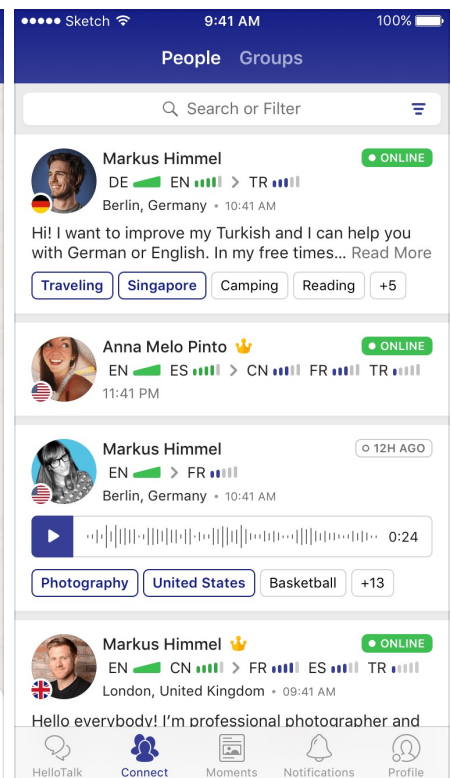 Sketch 9:41 AM 100%
People Groups
Search or Filter
Markus Himmel ONLINE
DE EN > TR
Berlin, Germany • 10:41 AM
Hi! I want to improve my Turkish and I can help you
with German or English. In my free times... Read More
Traveling Singapore Camping Reading +5
Anna Melo Pinto ONLINE
EN ES > CN FR TR
11:41 PM
Markus Himmel 12H AGO
EN > FR
Berlin, Germany • 10:41 AM
0:24
Photography United States Basketball +13
Markus Himmel ONLINE
EN CN > FR ES TR
London, United Kingdom • 09:41 AM
Hello everybody! I'm professional photographer and
HelloTalk Connect Moments Notifications Profile